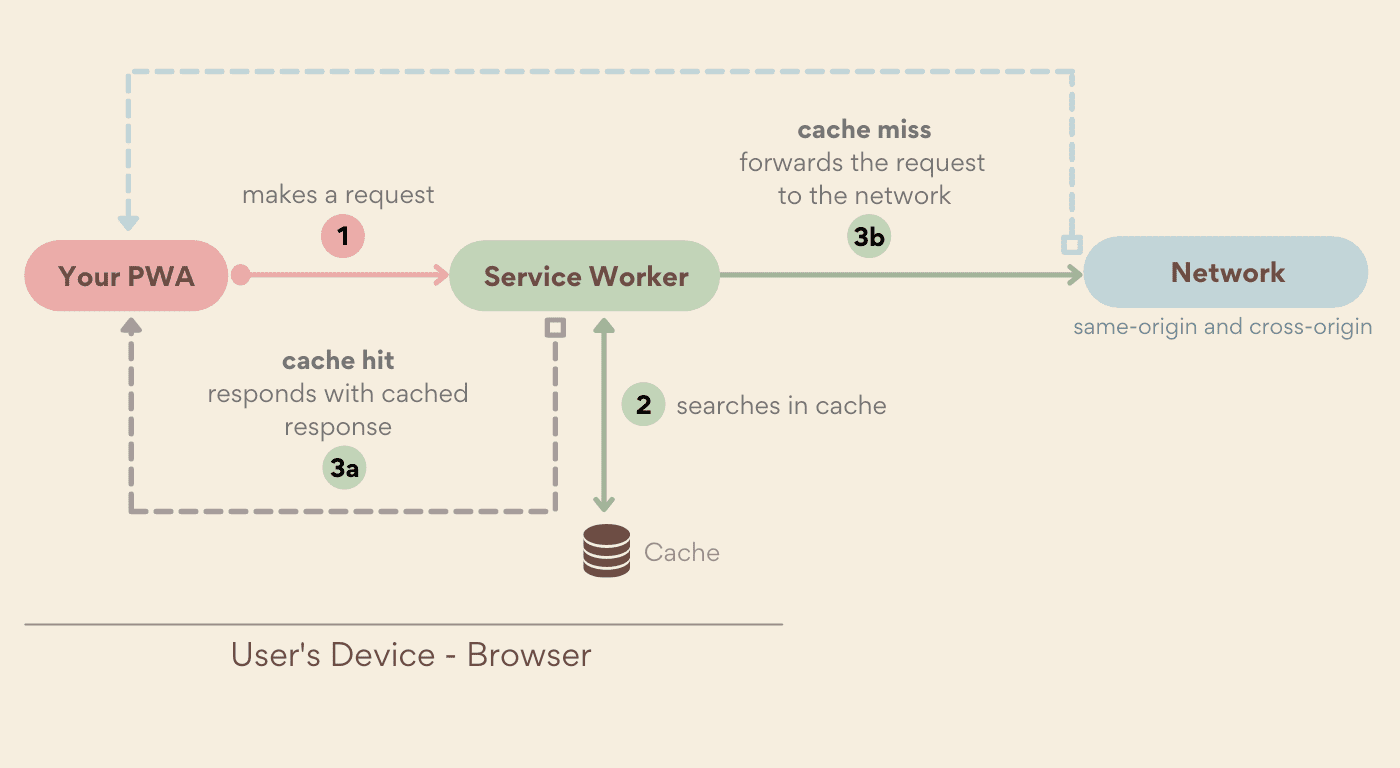 cache miss
forwards the request
to the network
3b
makes a request
1
Your PWA
Service Worker
Network
same-origin and cross-origin
cache hit
responds with cached
response
3a
2
searches in cache
Cache
User's Device - Browser